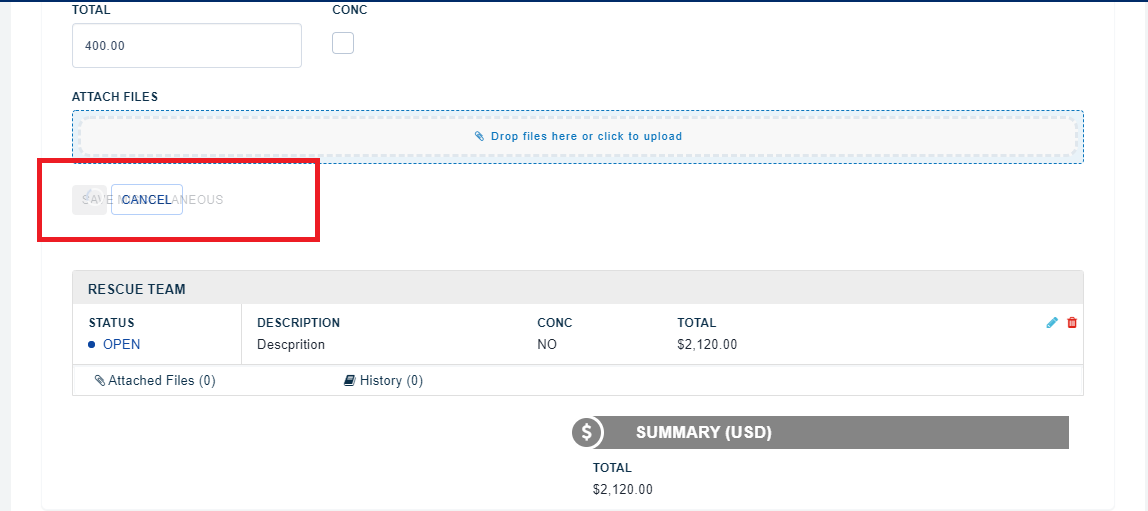 TOTAL
CONC
400.00
ATTACH FILES
Drop files here or click to upload
SAVE MISCELLANEOUS
CANCEL
RESCUE TEAM
STATUS
DESCRIPTION
CONC
TOTAL
OPEN
Descprition
NO
$2,120.00
Attached Files (0)
History (0)
$
SUMMARY (USD)
TOTAL
$2,120.00